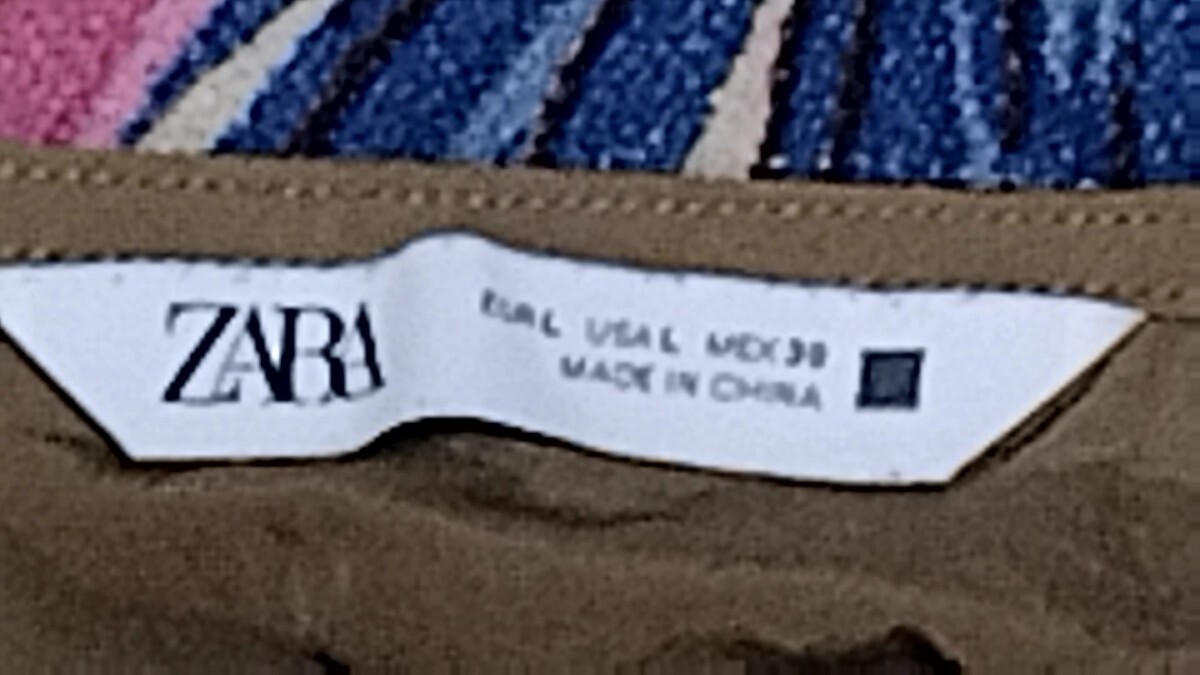 ZARA
EUR L USA L MEX 30
MADE IN CHINA